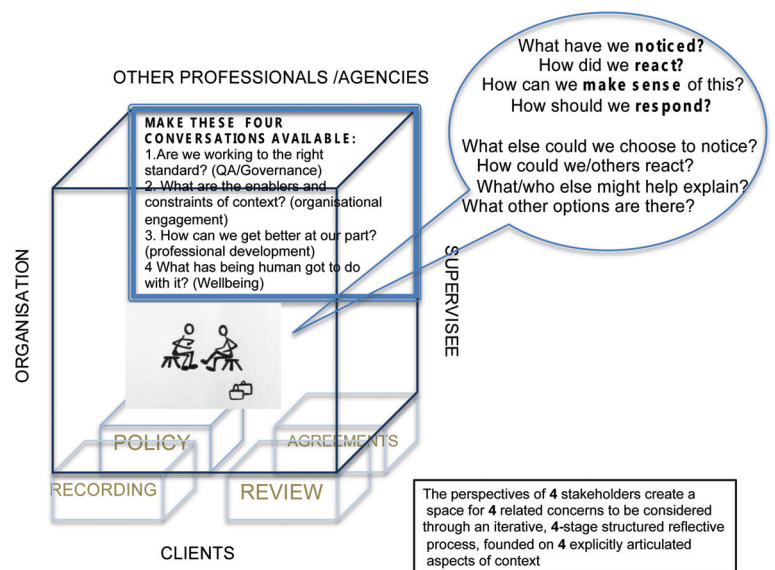 OTHER PROFESSIONALS /AGENCIES
What have we noticed?
How did we react?
How can we make sense of this?
How should we respond?
What else could we choose to notice?
How could we/others react?
What/who else might help explain?
What other options are there?
MAKE THESE FOUR
CONVERSATIONS AVAILABLE:
1.Are we working to the right
standard? (QA/Governance)
2. What are the enablers and
constraints of context? (organisational
engagement)
3. How can we get better at our part?
(professional development)
4 What has being human got to do
with it? (Wellbeing)
ORGANISATION
SUPERVISEE
POLICY
AGREEMENTS
RECORDING
REVIEW
CLIENTS
The perspectives of 4 stakeholders create a
space for 4 related concerns to be considered
through an iterative, 4-stage structured reflective
process, founded on 4 explicitly articulated
aspects of context